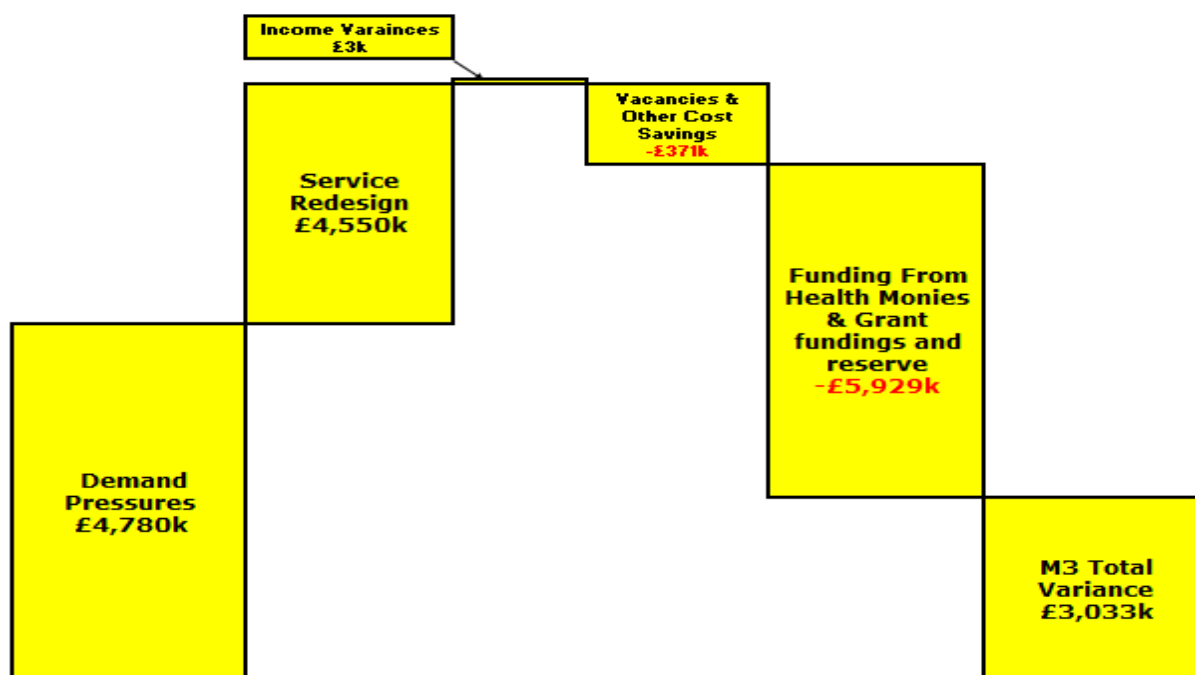 Income Varainces
£3k
Service
Redesign
£4,550k
Vacancies &
Other Cost
Savings
-£371k
Funding From
Health Monies
& Grant
fundings and
reserve
-£5,929k
Demand
Pressures
£4,780k
M3 Total
Variance
£3,033k